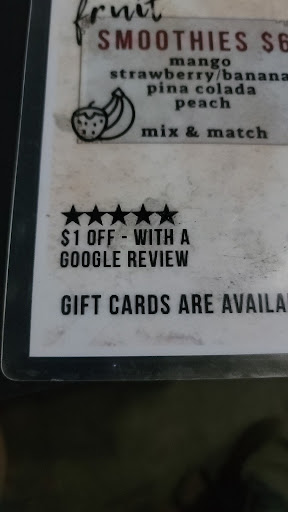 fruit
SMOOTHIES $6
mango
strawberry/banana
pina colada
peach
mix & match
$1 OFF - WITH A
GOOGLE REVIEW
GIFT CARDS ARE